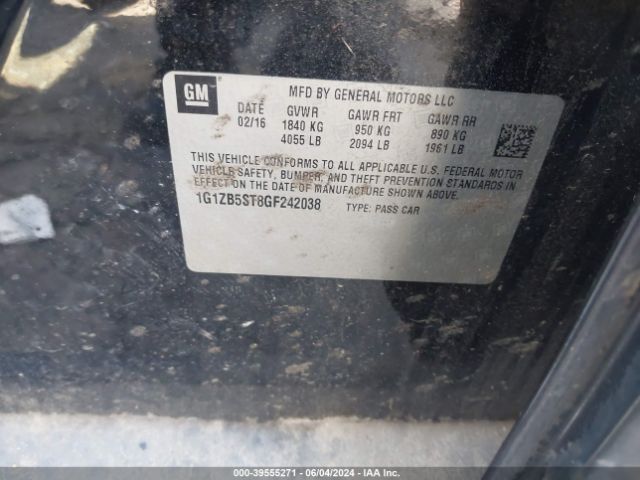 GM
MFD BY GENERAL MOTORS LLC
DATE GVWR GAWR FRT GAWR RR
02/16 1840 KG 950 KG 890 KG
4055 LB 2094 LB 1961 LB
THIS VEHICLE CONFORMS TO ALL APPLICABLE U.S. FEDERAL MOTOR
VEHICLE SAFETY, BUMPER, AND THEFT PREVENTION STANDARDS IN
EFFECT ON THE DATE OF MANUFACTURE SHOWN ABOVE.
1G1ZB5ST8GF242038 TYPE: PASS CAR
000-39555271 - 06/04/2024 - IAA Inc.